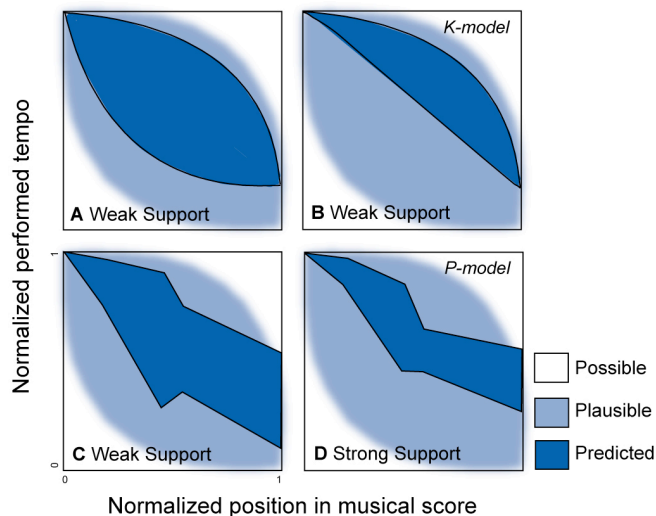 K-model
A Weak Support
B Weak Support
Normalized performed tempo
1
P-model
C Weak Support
D Strong Support
0
0
1
Possible
Plausible
Predicted
Normalized position in musical score